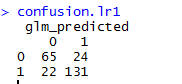 > confusion.lr1
glm_predicted
0 1
0 65 24
1 22 131